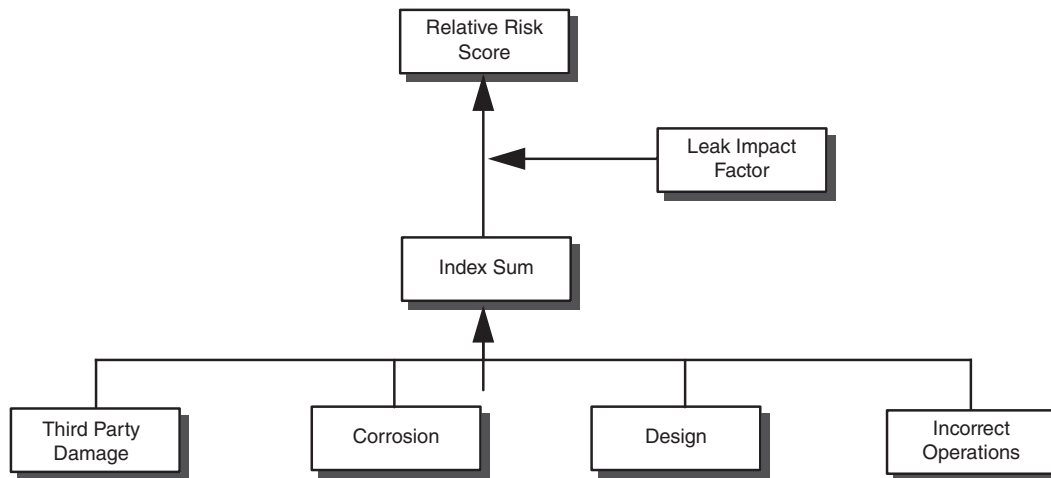 Relative Risk
Score
Leak Impact
Factor
Index Sum
Third Party
Damage
Corrosion
Design
Incorrect
Operations